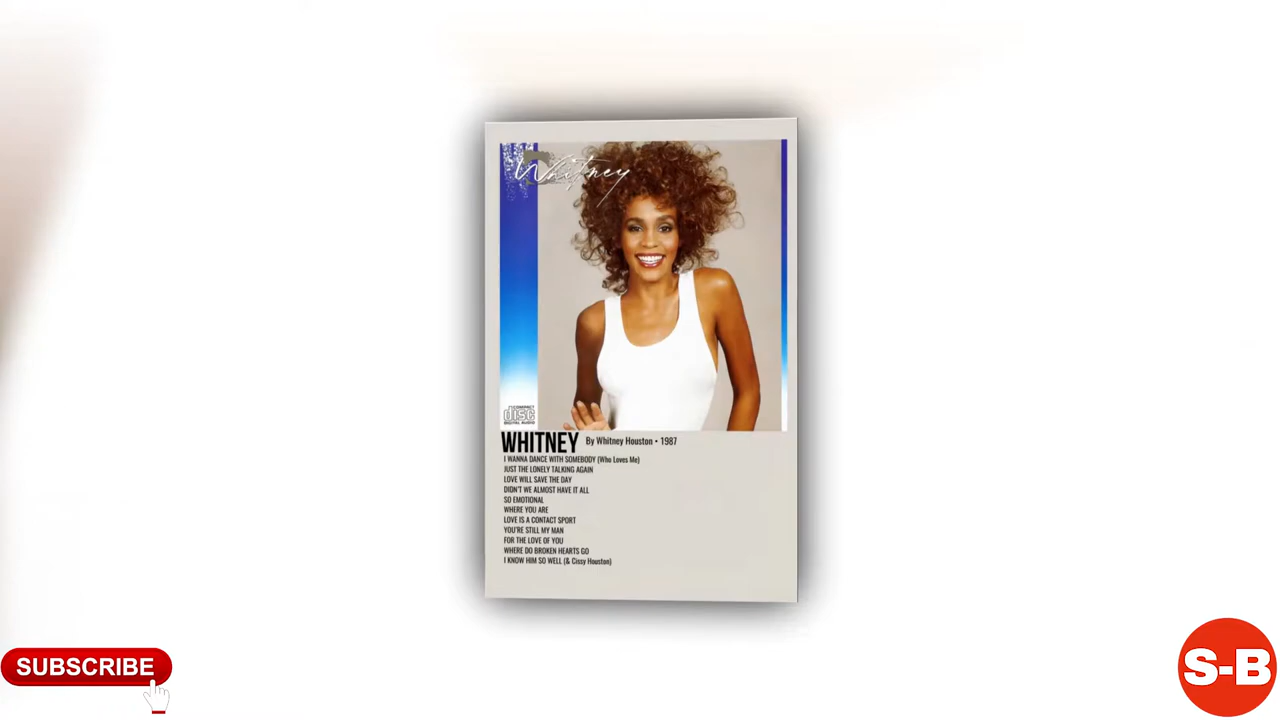 Whitney
COMPACT
disc
DIGITAL AUDIO
WHITNEY By Whitney Houston • 1987
I WANNA DANCE WITH SOMEBODY (Who Loves Me)
JUST THE LONELY TALKING AGAIN
LOVE WILL SAVE THE DAY
DIDN'T WE ALMOST HAVE IT ALL
SO EMOTIONAL
WHERE YOU ARE
LOVE IS A CONTACT SPORT
YOU'RE STILL MY MAN
FOR THE LOVE OF YOU
WHERE DO BROKEN HEARTS GO
I KNOW HIM SO WELL (& Cissy Houston)
SUBSCRIBE
S-B